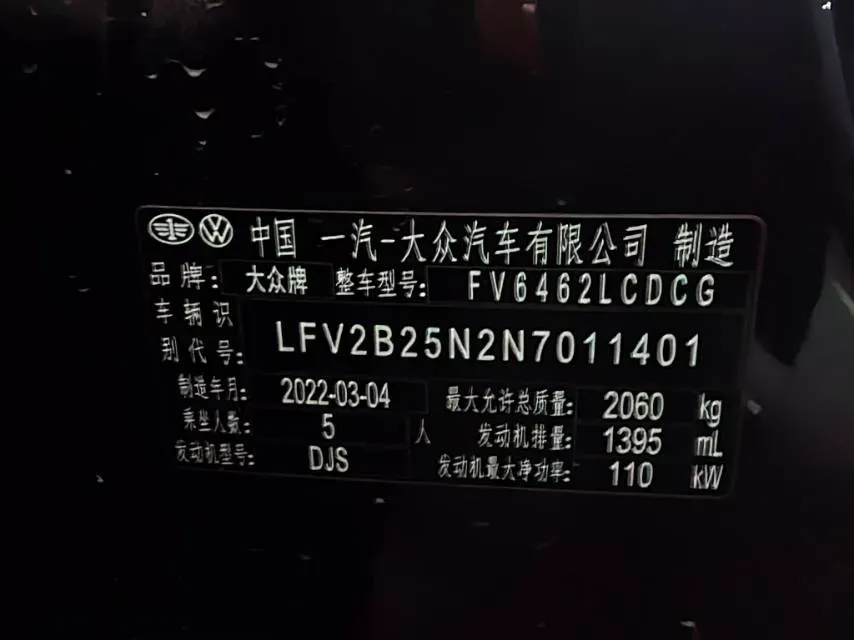 中国 一汽-大众汽车有限公司 制造
品牌: 大众牌 整车型号: FV6462LCDCG
车辆识
别代号: LFV2B25N2N7011401
制造年月: 2022-03-04 最大允许总质量: 2060 kg
乘坐人数: 5 人 发动机排量: 1395 mL
发动机型号: DJS 发动机最大净功率: 110 kW